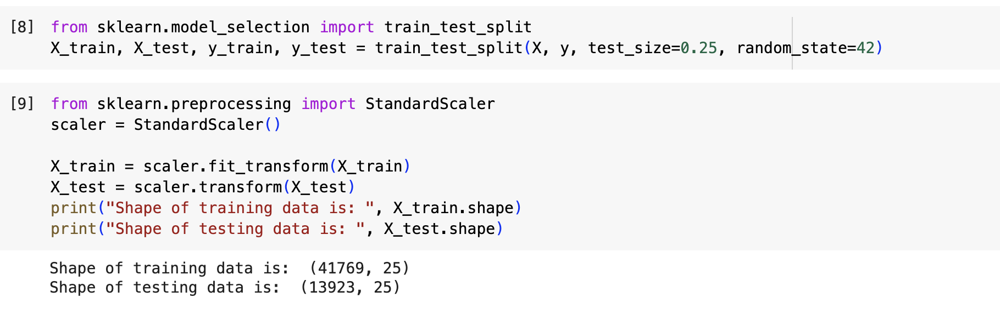 [8] from sklearn.model_selection import train_test_split
X_train, X_test, y_train, y_test = train_test_split(X, y, test_size=0.25, random_state=42)
[9] from sklearn.preprocessing import StandardScaler
scaler = StandardScaler()
X_train = scaler.fit_transform(X_train)
X_test = scaler.transform(X_test)
print("Shape of training data is: ", X_train.shape)
print("Shape of testing data is: ", X_test.shape)
Shape of training data is:  (41769, 25)
Shape of testing data is:  (13923, 25)